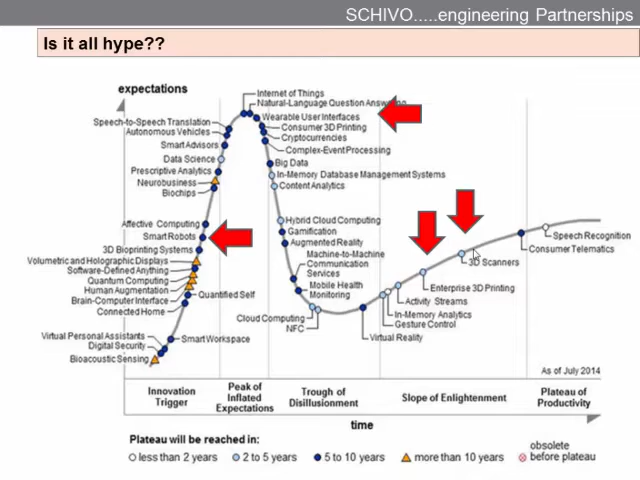 SCHIVO.....engineering Partnerships
Is it all hype??
expectations
Internet of Things
Natural-Language Question Answering
Wearable User Interfaces
Consumer 3D Printing
Cryptocurrencies
Complex-Event Processing
Speech-to-Speech Translation
Autonomous Vehicles
Smart Advisors
Data Science
Prescriptive Analytics
Neurobusiness
Biochips
Big Data
In-Memory Database Management Systems
Content Analytics
Affective Computing
Smart Robots
3D Bioprinting Systems
Volumetric and Holographic Displays
Software-Defined Anything
Quantum Computing
Human Augmentation
Brain-Computer Interface
Connected Home
Quantified Self
Hybrid Cloud Computing
Gamification
Augmented Reality
Machine-to-Machine
Communication
Services
Mobile Health
Monitoring
Speech Recognition
Consumer Telematics
3D Scanners
Enterprise 3D Printing
Activity Streams
In-Memory Analytics
Gesture Control
Cloud Computing
NFC
Virtual Reality
Virtual Personal Assistants
Digital Security
Bioacoustic Sensing
Smart Workspace
As of July 2014
Innovation
Trigger
Peak of
Inflated
Expectations
Trough of
Disillusionment
Slope of Enlightenment
Plateau of
Productivity
time
Plateau will be reached in:
less than 2 years
2 to 5 years
5 to 10 years
more than 10 years
obsolete
before plateau